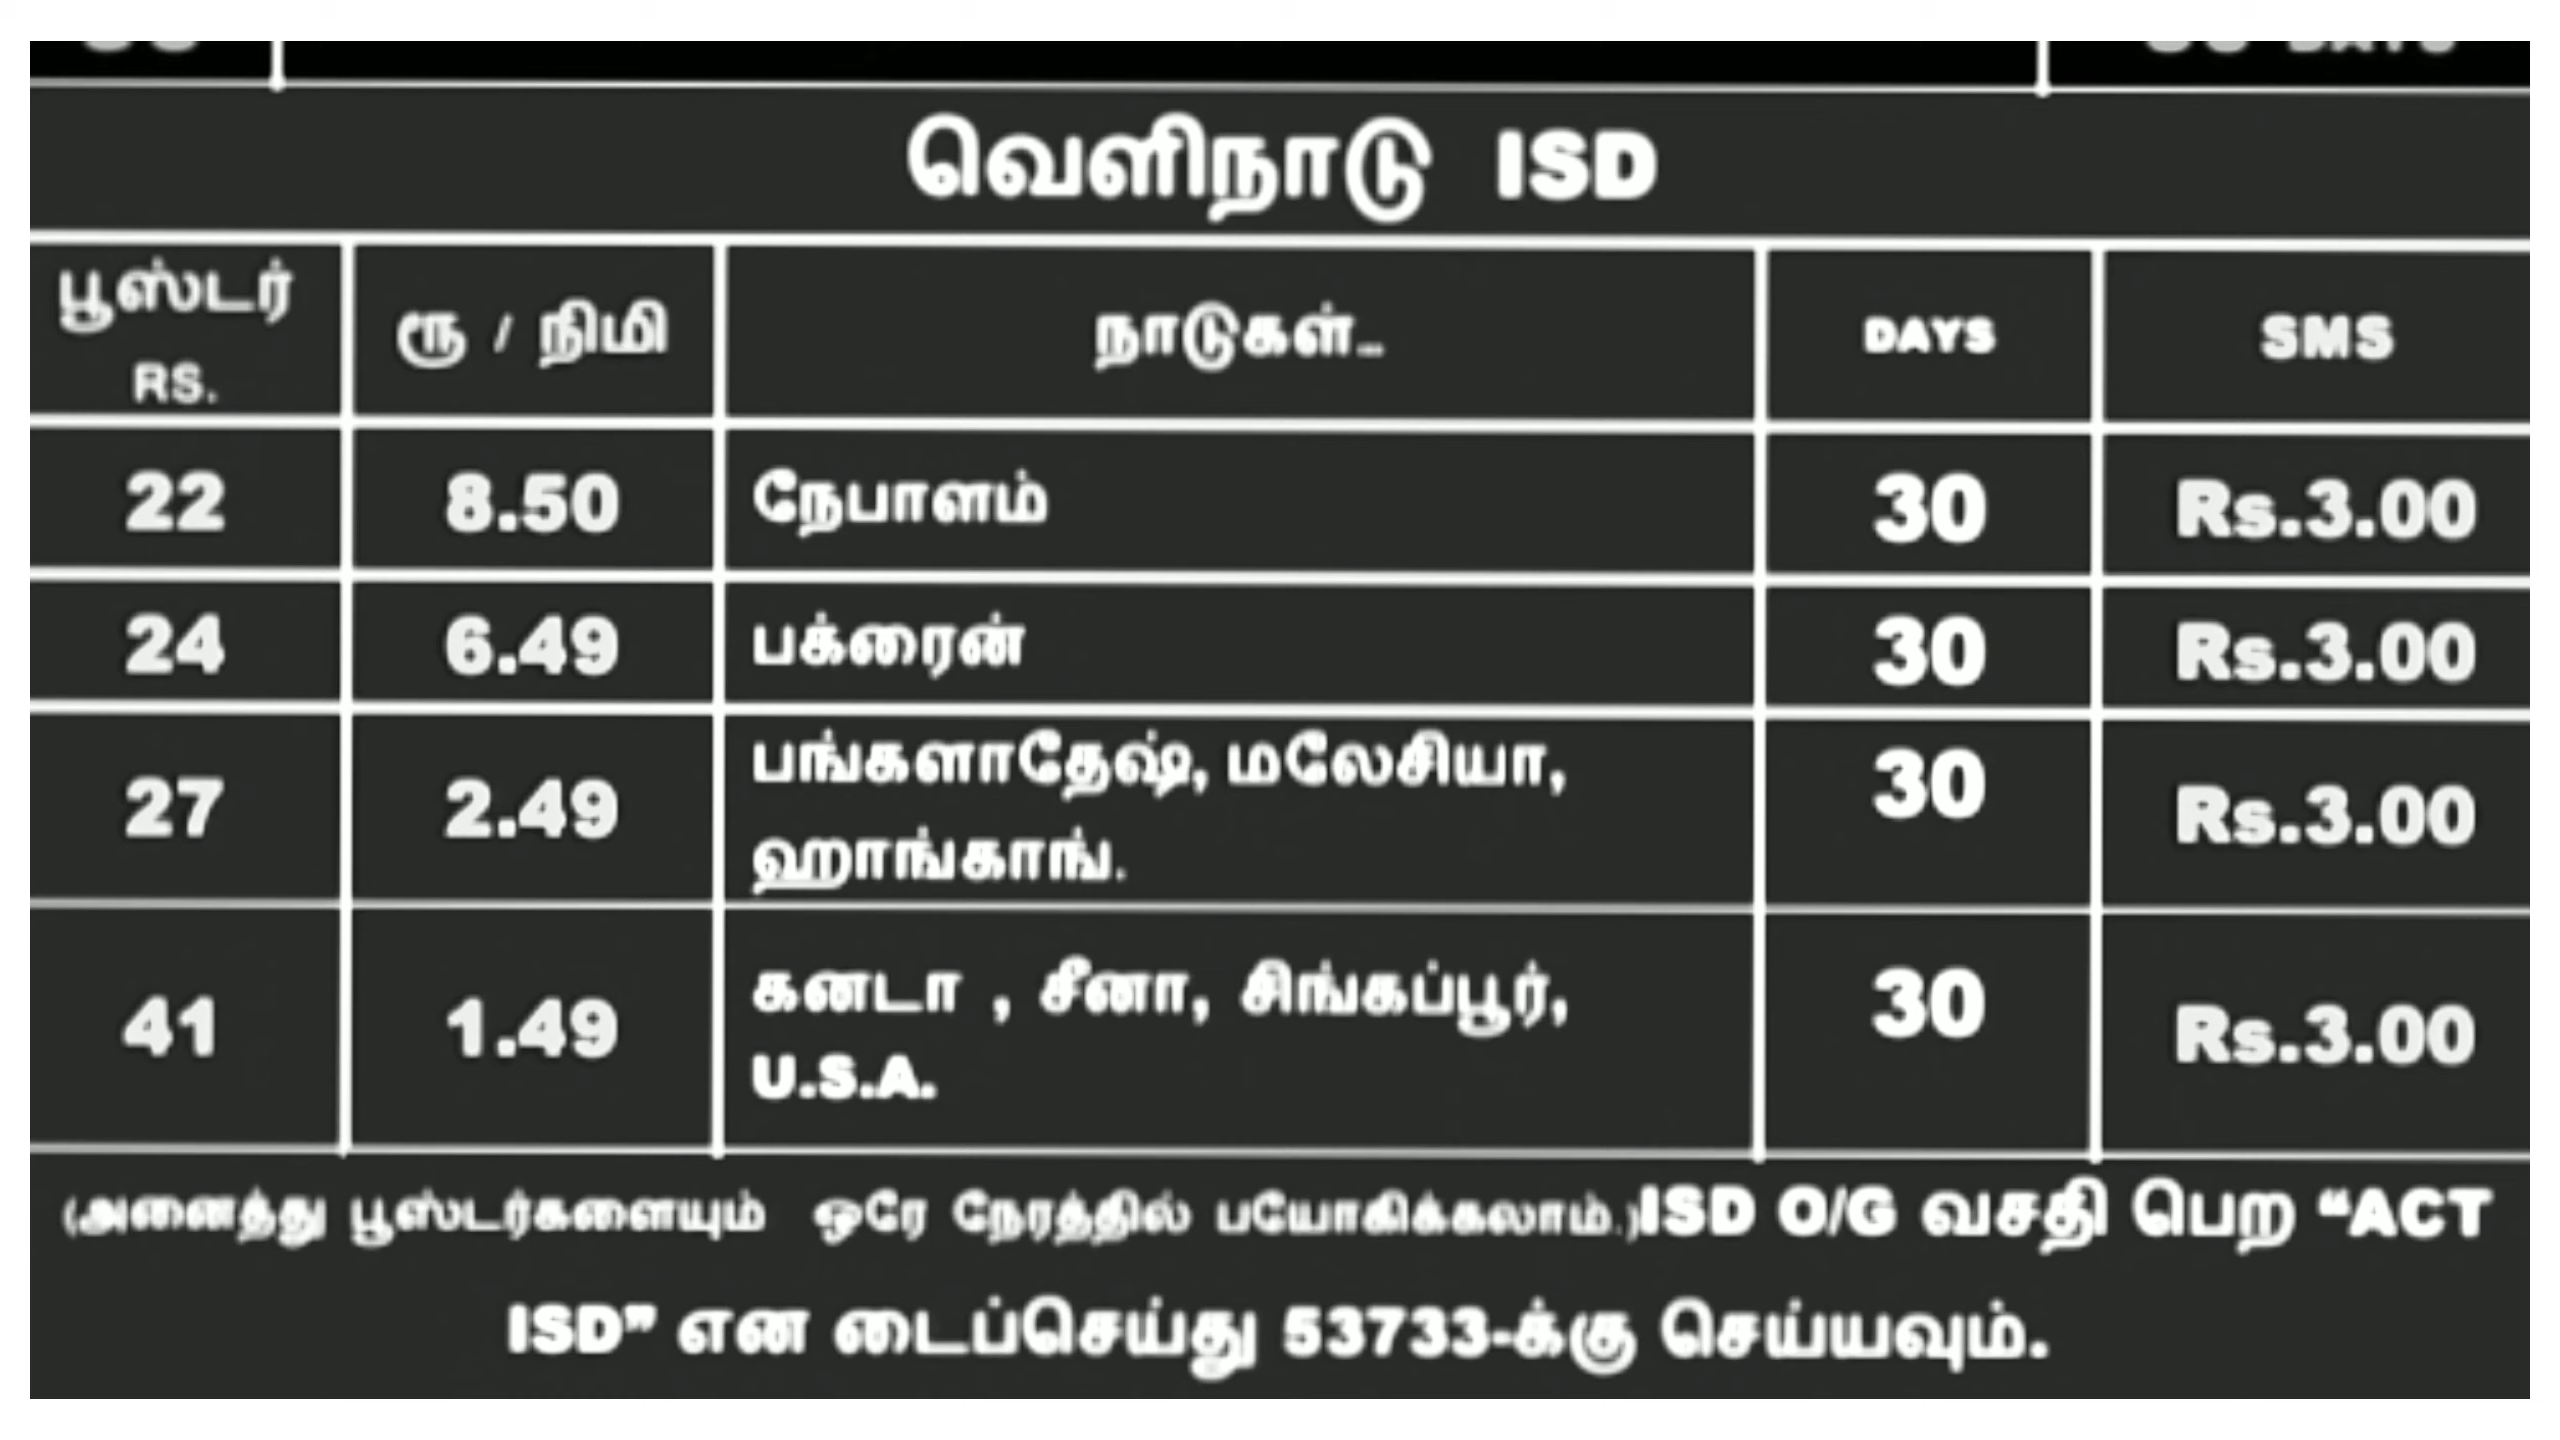 வெளிநாடு ISD
பூஸ்டர் RS. ரூ / நிமி நாடுகள்.. DAYS SMS
22 8.50 நேபாளம் 30 Rs.3.00
24 6.49 பக்ரைன் 30 Rs.3.00
27 2.49 பங்களாதேஷ், மலேசியா, 30 Rs.3.00
ஹாங்காங்.
41 1.49 கனடா , சீனா, சிங்கப்பூர், 30 Rs.3.00
U.S.A.
(அனைத்து பூஸ்டர்களையும் ஒரே நேரத்தில் பயோகிக்கலாம்.)ISD O/G வசதி பெற “ACT
ISD” என டைப்செய்து 53733-க்கு செய்யவும்.